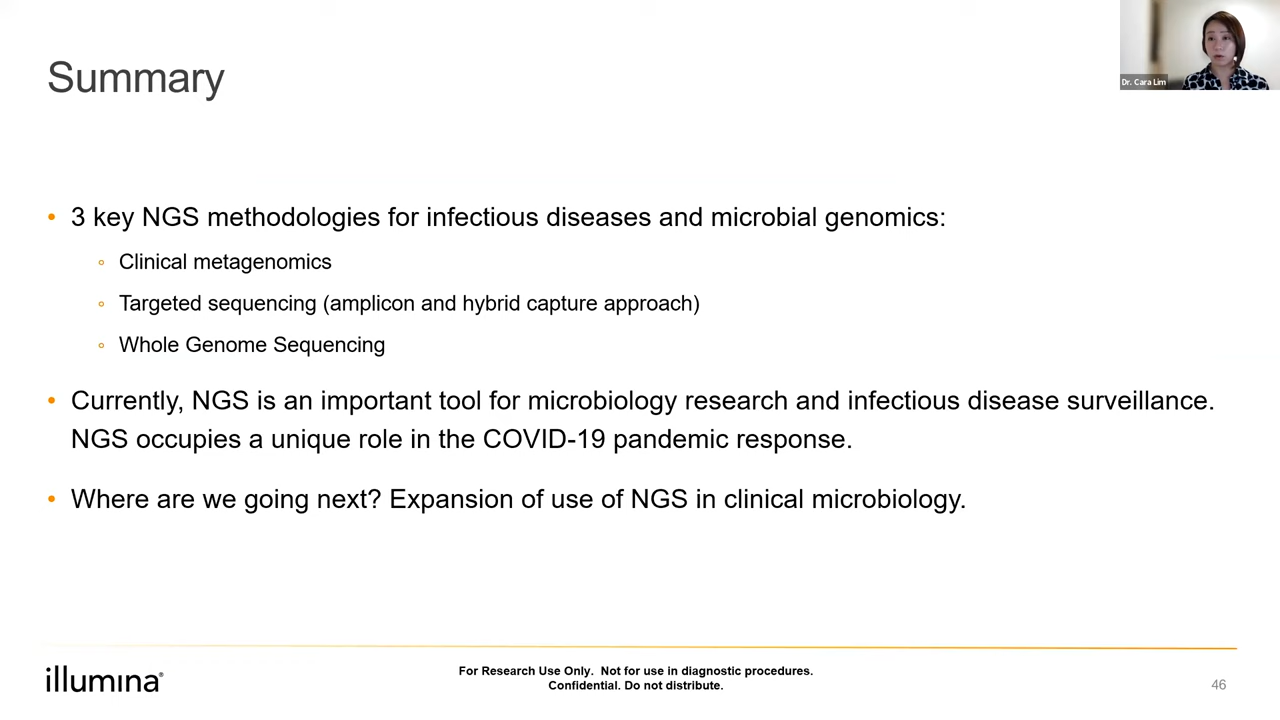 Summary
Dr. Cara Lim
• 3 key NGS methodologies for infectious diseases and microbial genomics:
◦ Clinical metagenomics
◦ Targeted sequencing (amplicon and hybrid capture approach)
◦ Whole Genome Sequencing
• Currently, NGS is an important tool for microbiology research and infectious disease surveillance.
NGS occupies a unique role in the COVID-19 pandemic response.
• Where are we going next? Expansion of use of NGS in clinical microbiology.
illumina®
For Research Use Only. Not for use in diagnostic procedures.
Confidential. Do not distribute.
46